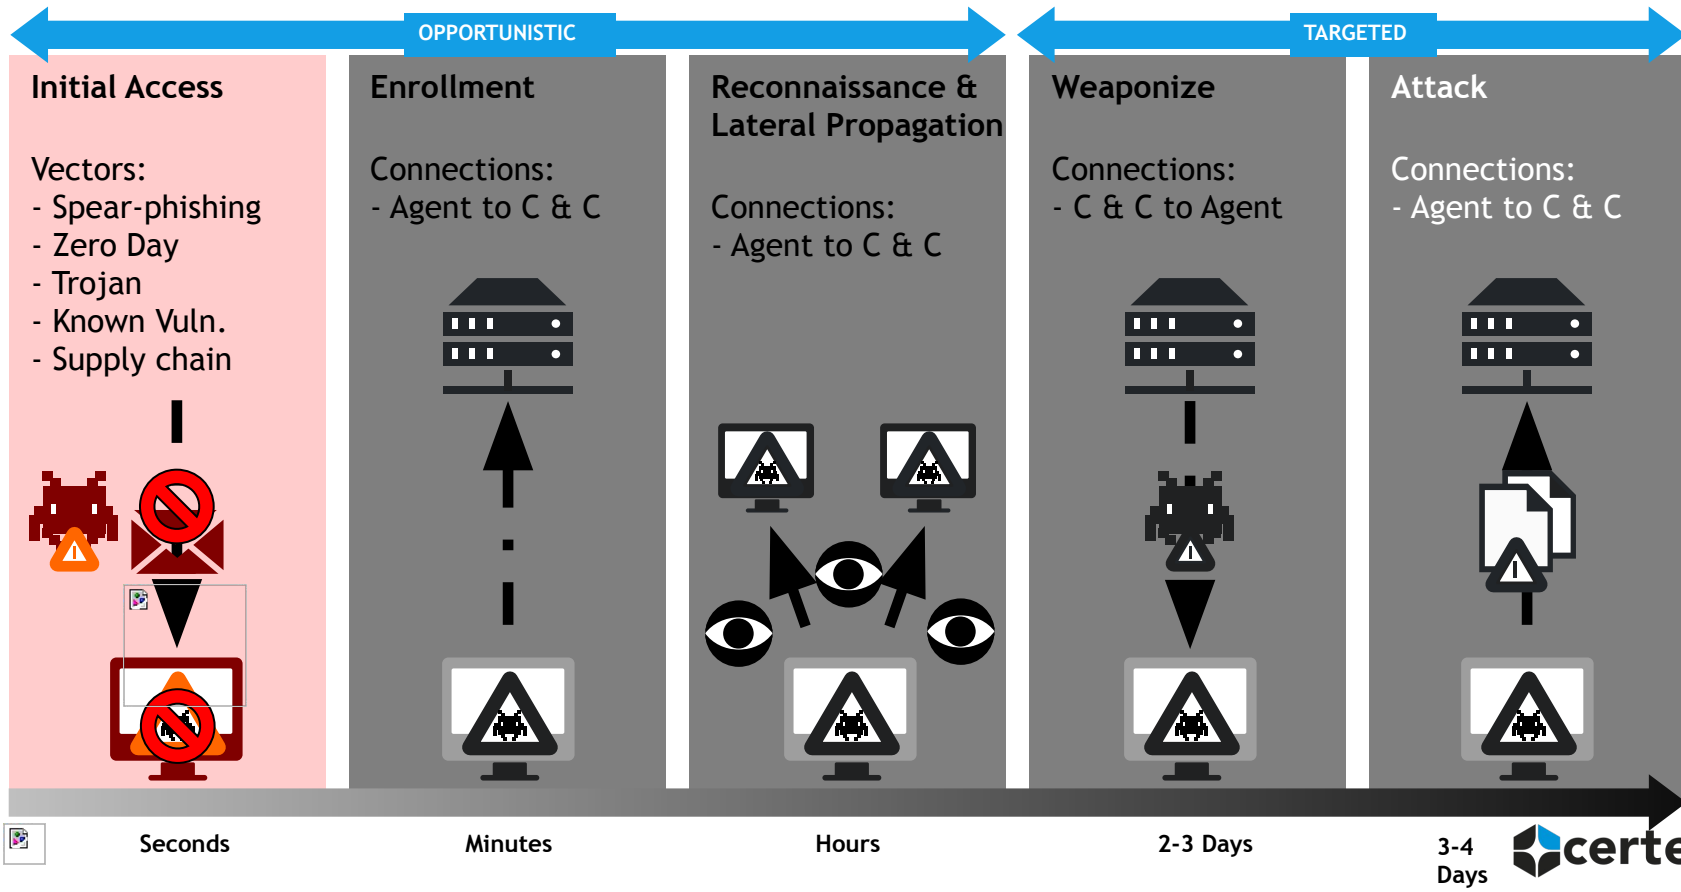 OPPORTUNISTIC
TARGETED
Initial Access
Vectors:
- Spear-phishing
- Zero Day
- Trojan
- Known Vuln.
- Supply chain
Enrollment
Connections:
- Agent to C & C
Reconnaissance &
Lateral Propagation
Connections:
- Agent to C & C
Weaponize
Connections:
- C & C to Agent
Attack
Connections:
- Agent to C & C
Seconds
Minutes
Hours
2-3 Days
3-4
Days
certe